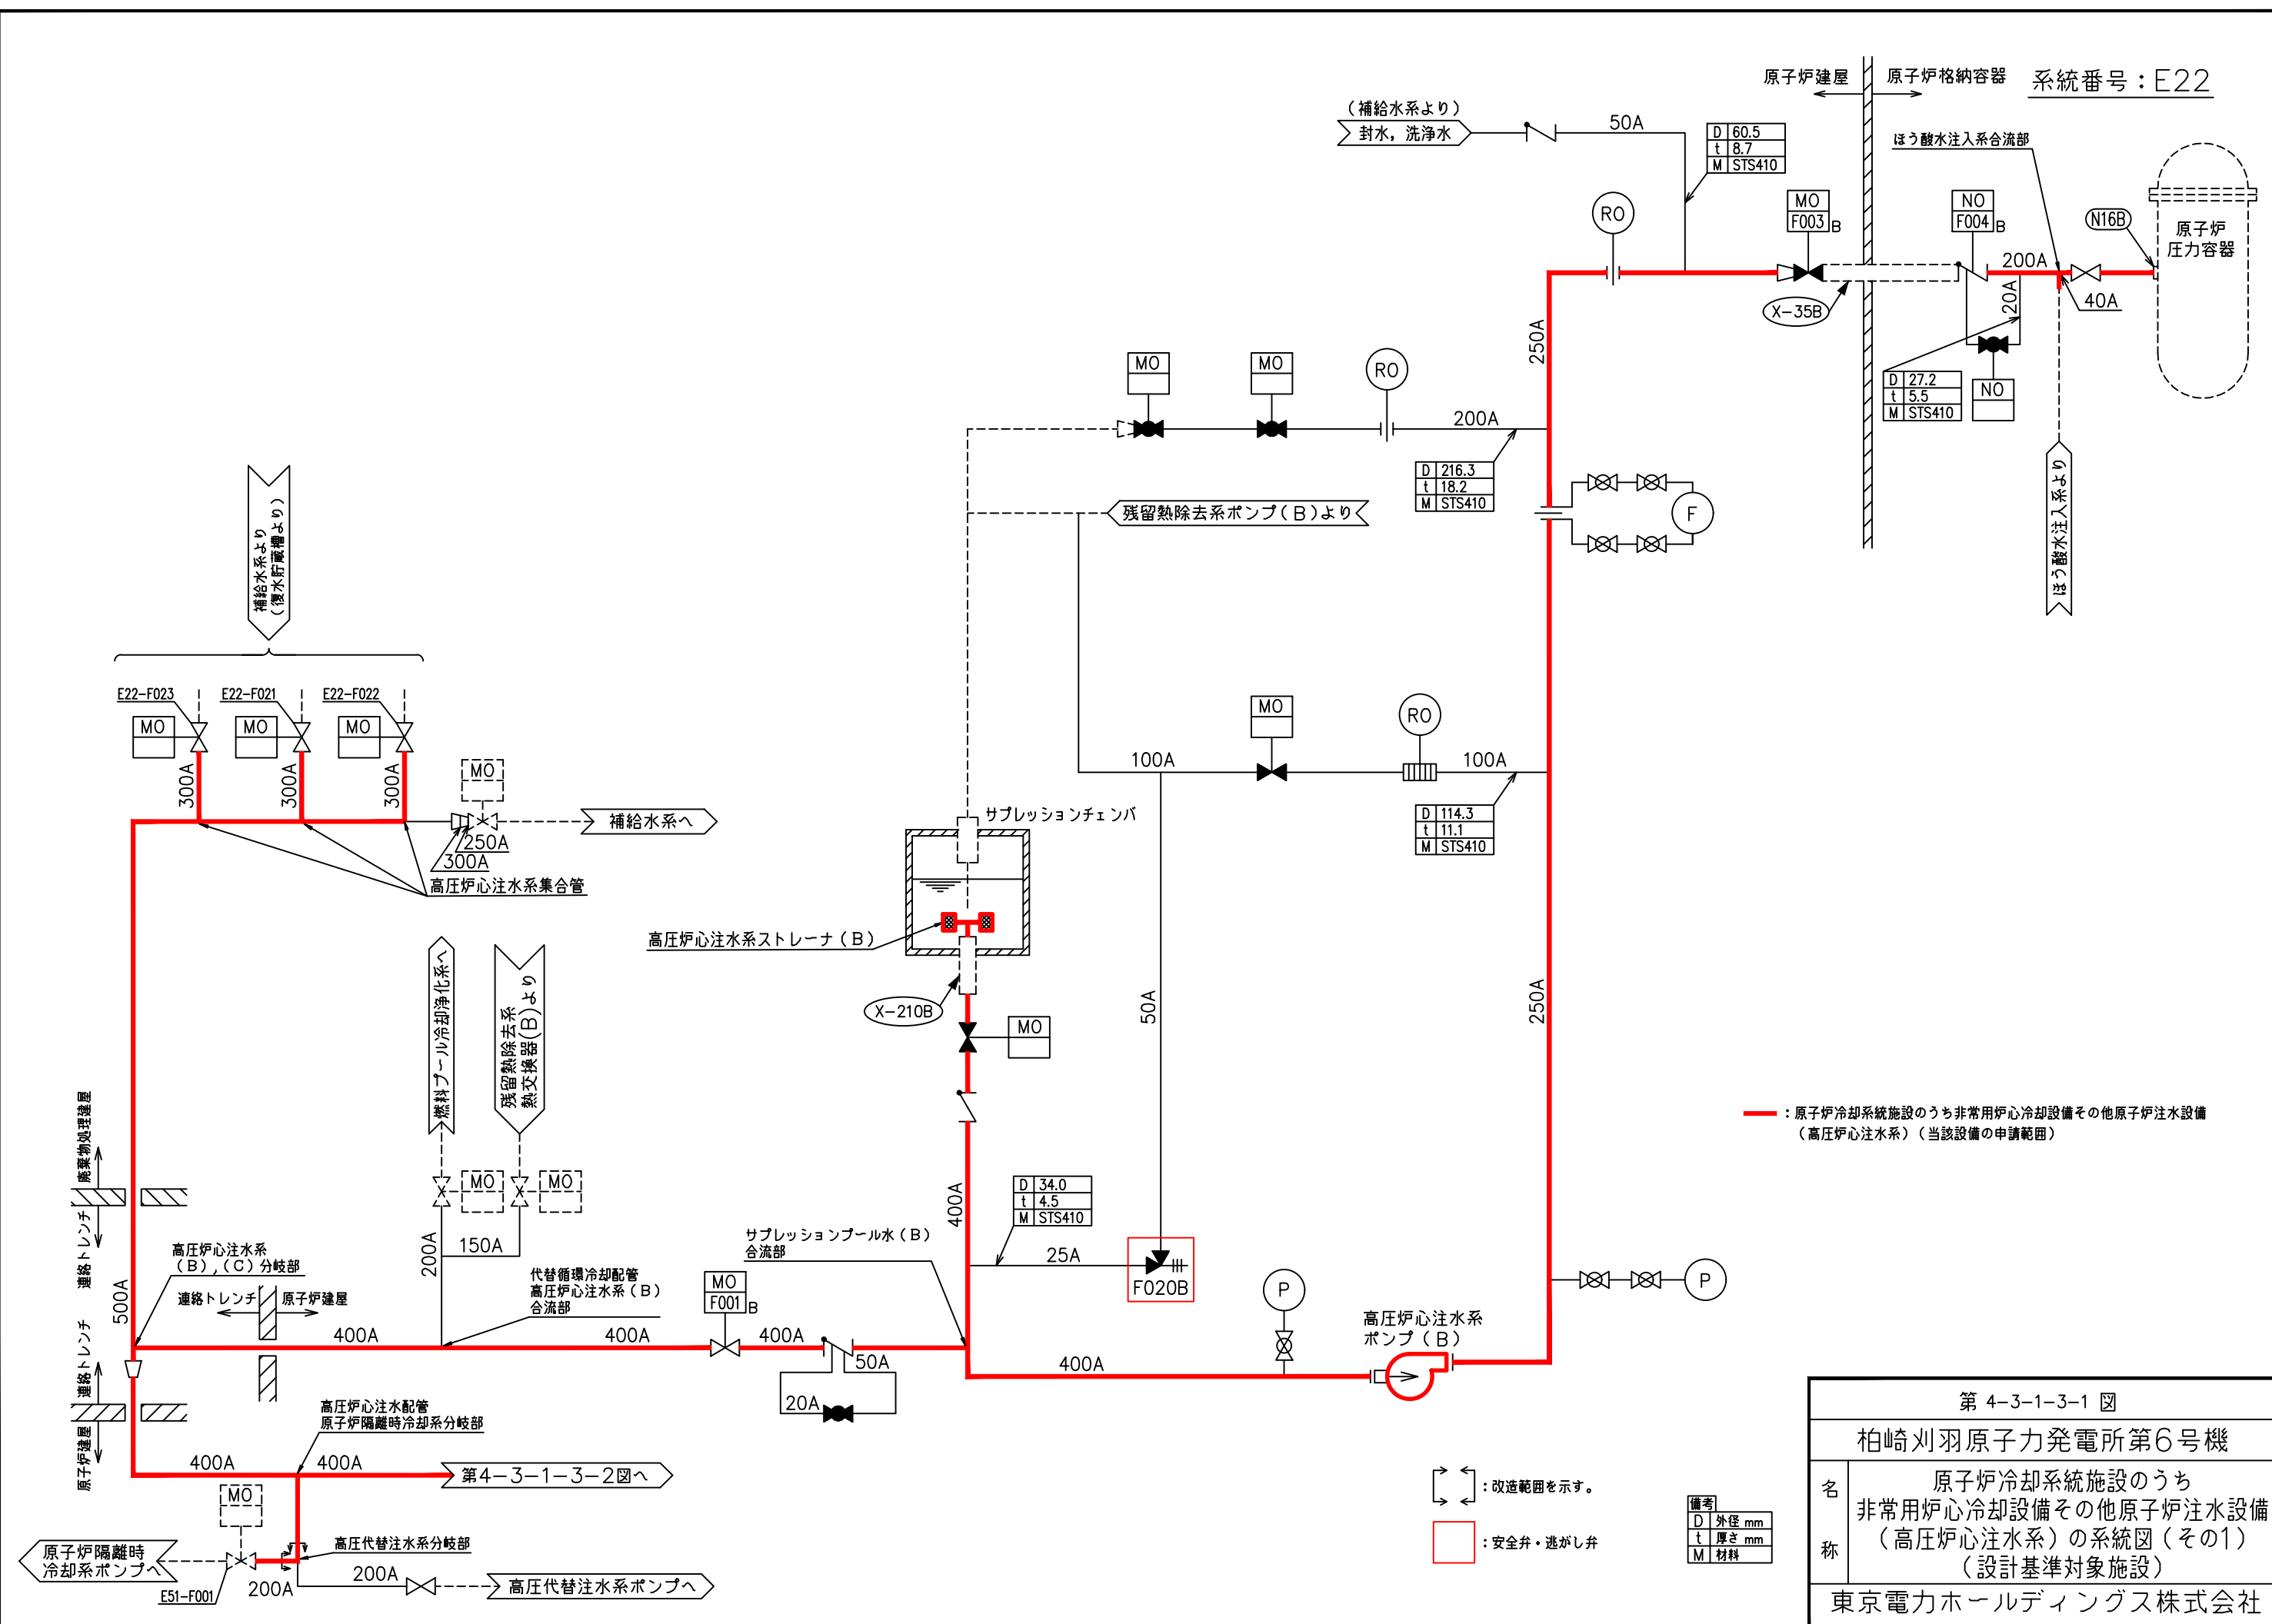 系統番号：E22
原子炉建屋
原子炉格納容器
（補給水系より）
封水，洗浄水
50A
D 60.5
t 8.7
M STS410
ほう酸水注入系合流部
RO
MO
F003 B
NO
F004 B
N16B
原子炉
圧力容器
200A
20A
40A
X-35B
D 27.2
t 5.5
M STS410
NO
ほう酸水注入系より
250A
MO
MO
RO
200A
D 216.3
t 18.2
M STS410
残留熱除去系ポンプ（B）より
F
補給水系より
（復水貯蔵槽より）
E22-F023
E22-F021
E22-F022
MO
MO
MO
300A
300A
300A
MO
補給水系へ
250A
300A
高圧炉心注水系集合管
MO
RO
100A
100A
D 114.3
t 11.1
M STS410
サプレッションチェンバ
高圧炉心注水系ストレーナ（B）
X-210B
MO
50A
250A
燃料プール冷却浄化系へ
残留熱除去系
熱交換器(B)より
MO
MO
200A
150A
廃棄物処理建屋
連絡トレンチ
500A
高圧炉心注水系
（B）,（C）分岐部
連絡トレンチ
原子炉建屋
400A
代替循環冷却配管
高圧炉心注水系（B）
合流部
400A
MO
F001 B
400A
サプレッションプール水（B）
合流部
50A
20A
400A
D 34.0
t 4.5
M STS410
25A
F020B
P
P
高圧炉心注水系
ポンプ（B）
400A
連絡トレンチ
原子炉建屋
高圧炉心注水配管
原子炉隔離時冷却系分岐部
400A
400A
第4-3-1-3-2図へ
MO
原子炉隔離時
冷却系ポンプへ
E51-F001
200A
高圧代替注水系分岐部
200A
高圧代替注水系ポンプへ
：原子炉冷却系統施設のうち非常用炉心冷却設備その他原子炉注水設備
（高圧炉心注水系）（当該設備の申請範囲）
：改造範囲を示す。
：安全弁・逃がし弁
備考
D 外径 mm
t 厚さ mm
M 材料
第 4-3-1-3-1 図
柏崎刈羽原子力発電所第6号機
名称
原子炉冷却系統施設のうち
非常用炉心冷却設備その他原子炉注水設備
（高圧炉心注水系）の系統図（その1）
（設計基準対象施設）
東京電力ホールディングス株式会社